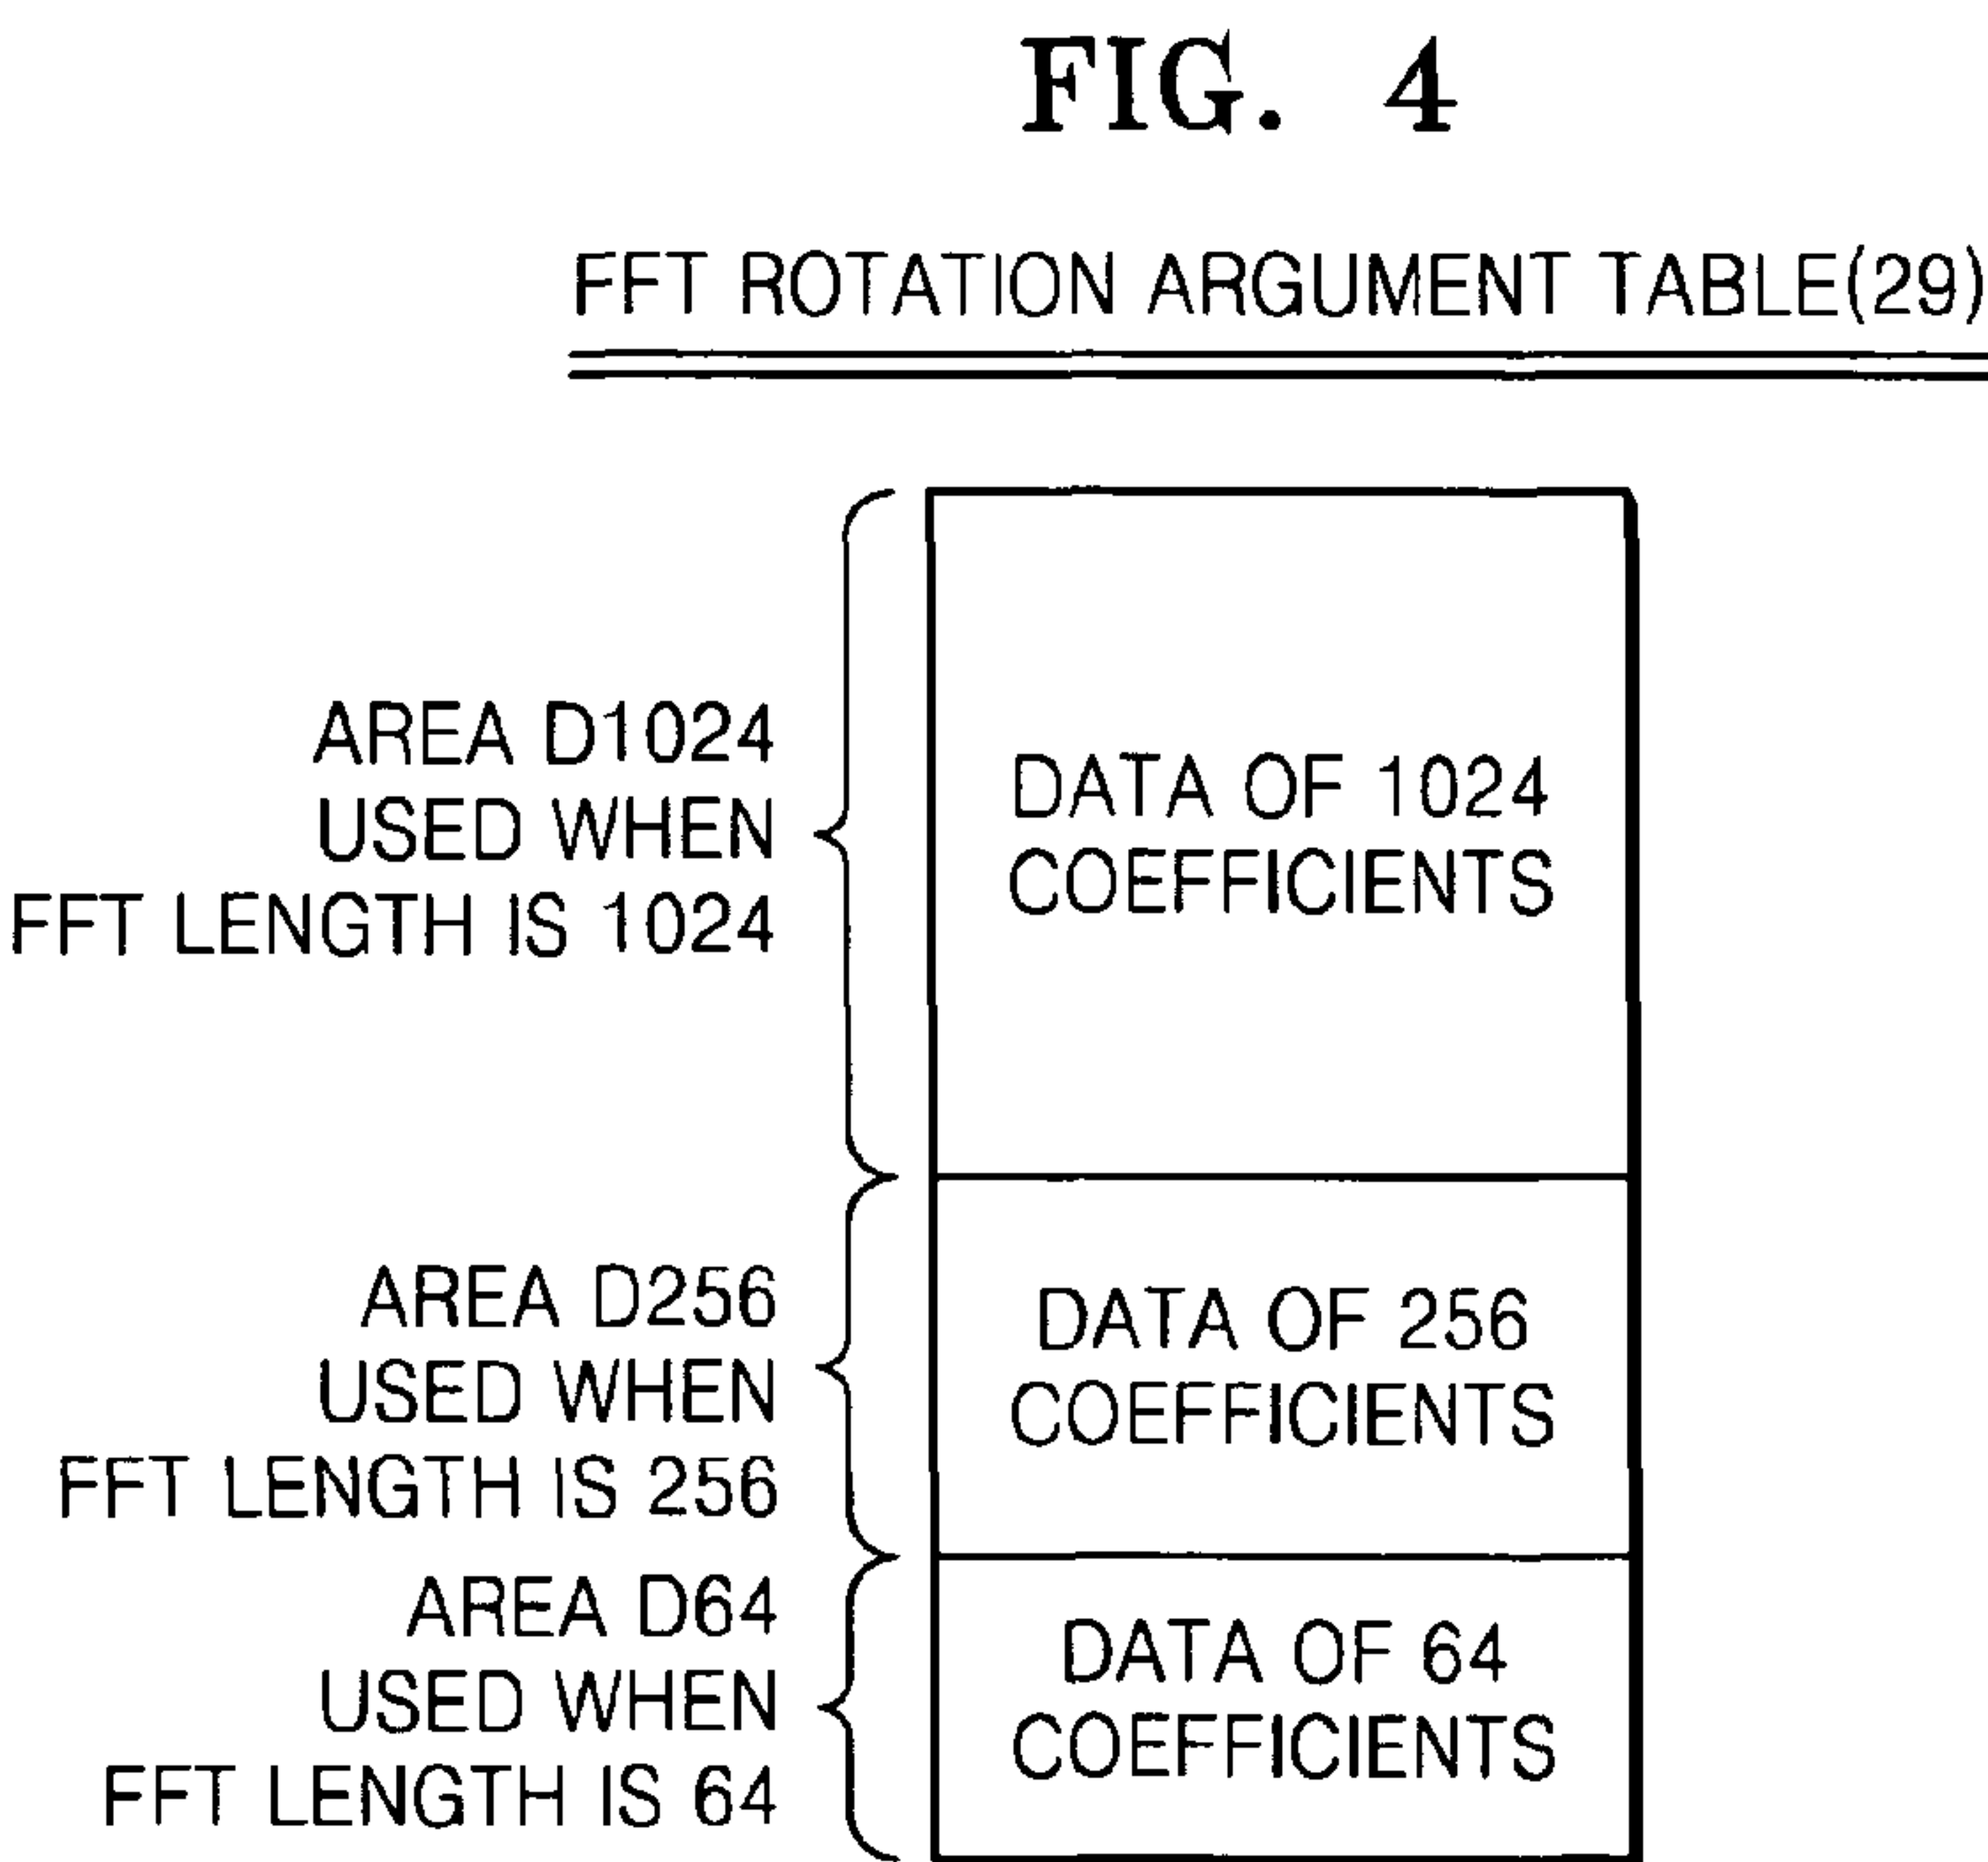 FIG. 4
FFT ROTATION ARGUMENT TABLE(29)
AREA D1024
USED WHEN
FFT LENGTH IS 1024
DATA OF 1024
COEFFICIENTS
AREA D256
USED WHEN
FFT LENGTH IS 256
DATA OF 256
COEFFICIENTS
AREA D64
USED WHEN
FFT LENGTH IS 64
DATA OF 64
COEFFICIENTS